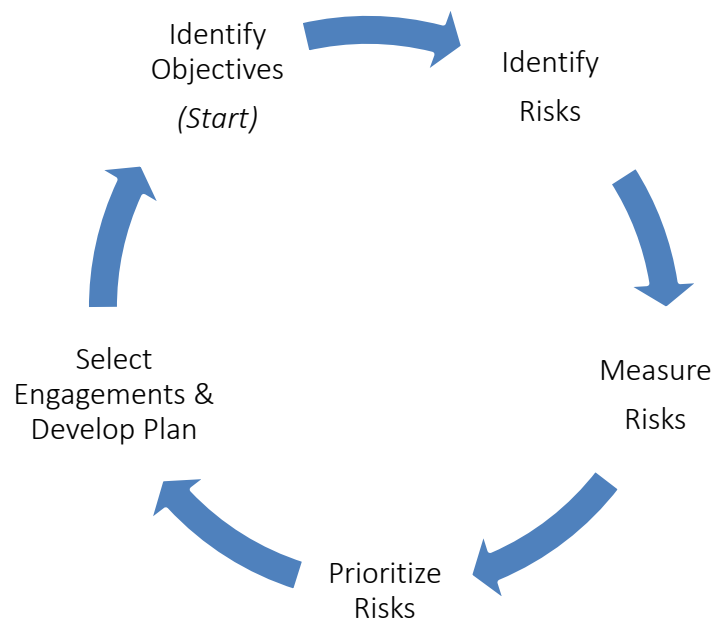 Identify
Objectives
(Start)
Identify
Risks
Measure
Risks
Prioritize
Risks
Select
Engagements &
Develop Plan